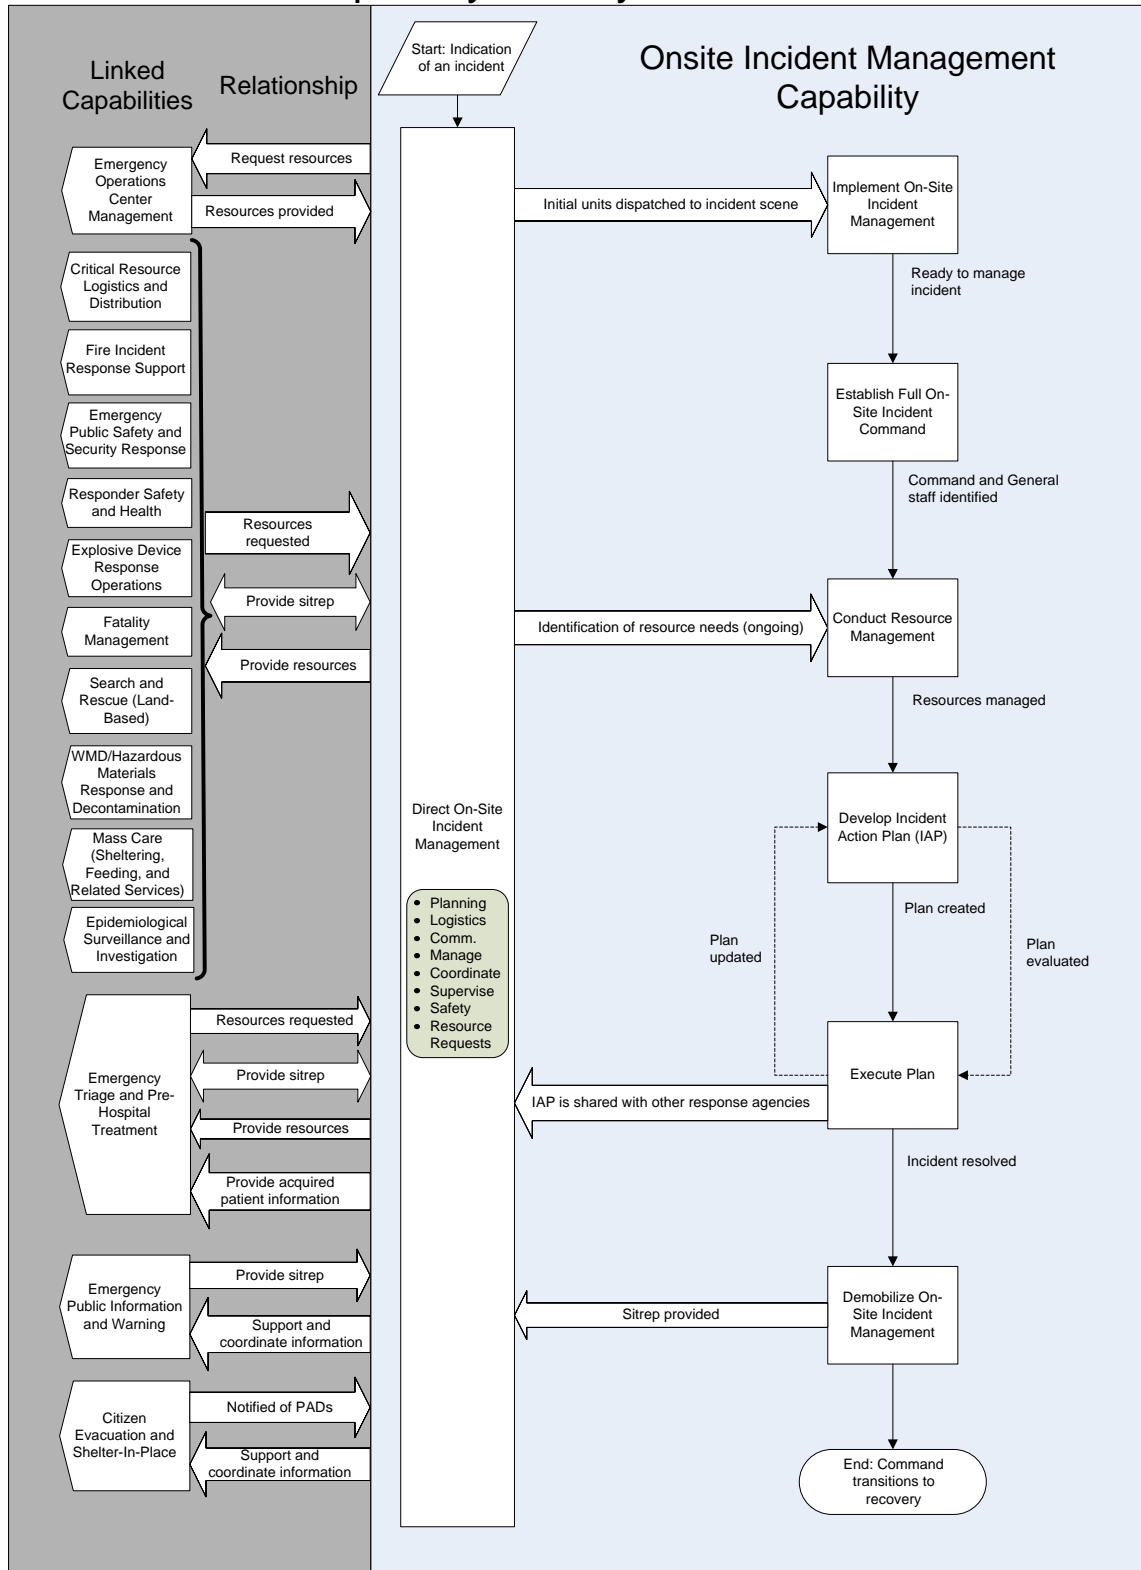 Linked
Capabilities
Relationship
Start: Indication
of an incident
Onsite Incident Management
Capability
Emergency
Operations
Center
Management
Request resources
Resources provided
Initial units dispatched to incident scene
Implement On-Site
Incident
Management
Ready to manage
incident
Critical Resource
Logistics and
Distribution
Fire Incident
Response Support
Emergency
Public Safety and
Security Response
Responder Safety
and Health
Explosive Device
Response
Operations
Fatality
Management
Search and
Rescue (Land-
Based)
WMD/Hazardous
Materials
Response and
Decontamination
Mass Care
(Sheltering,
Feeding, and
Related Services)
Epidemiological
Surveillance and
Investigation
Resources
requested
Provide sitrep
Provide resources
Establish Full On-
Site Incident
Command
Command and General
staff identified
Identification of resource needs (ongoing)
Conduct Resource
Management
Resources managed
Direct On-Site
Incident
Management
• Planning
• Logistics
• Comm.
• Manage
• Coordinate
• Supervise
• Safety
• Resource
Requests
Develop Incident
Action Plan (IAP)
Plan created
Plan
updated
Plan
evaluated
Execute Plan
IAP is shared with other response agencies
Incident resolved
Emergency
Triage and Pre-
Hospital
Treatment
Resources requested
Provide sitrep
Provide resources
Provide acquired
patient information
Emergency
Public Information
and Warning
Provide sitrep
Support and
coordinate information
Sitrep provided
Demobilize On-
Site Incident
Management
Citizen
Evacuation and
Shelter-In-Place
Notified of PADs
Support and
coordinate information
End: Command
transitions to
recovery